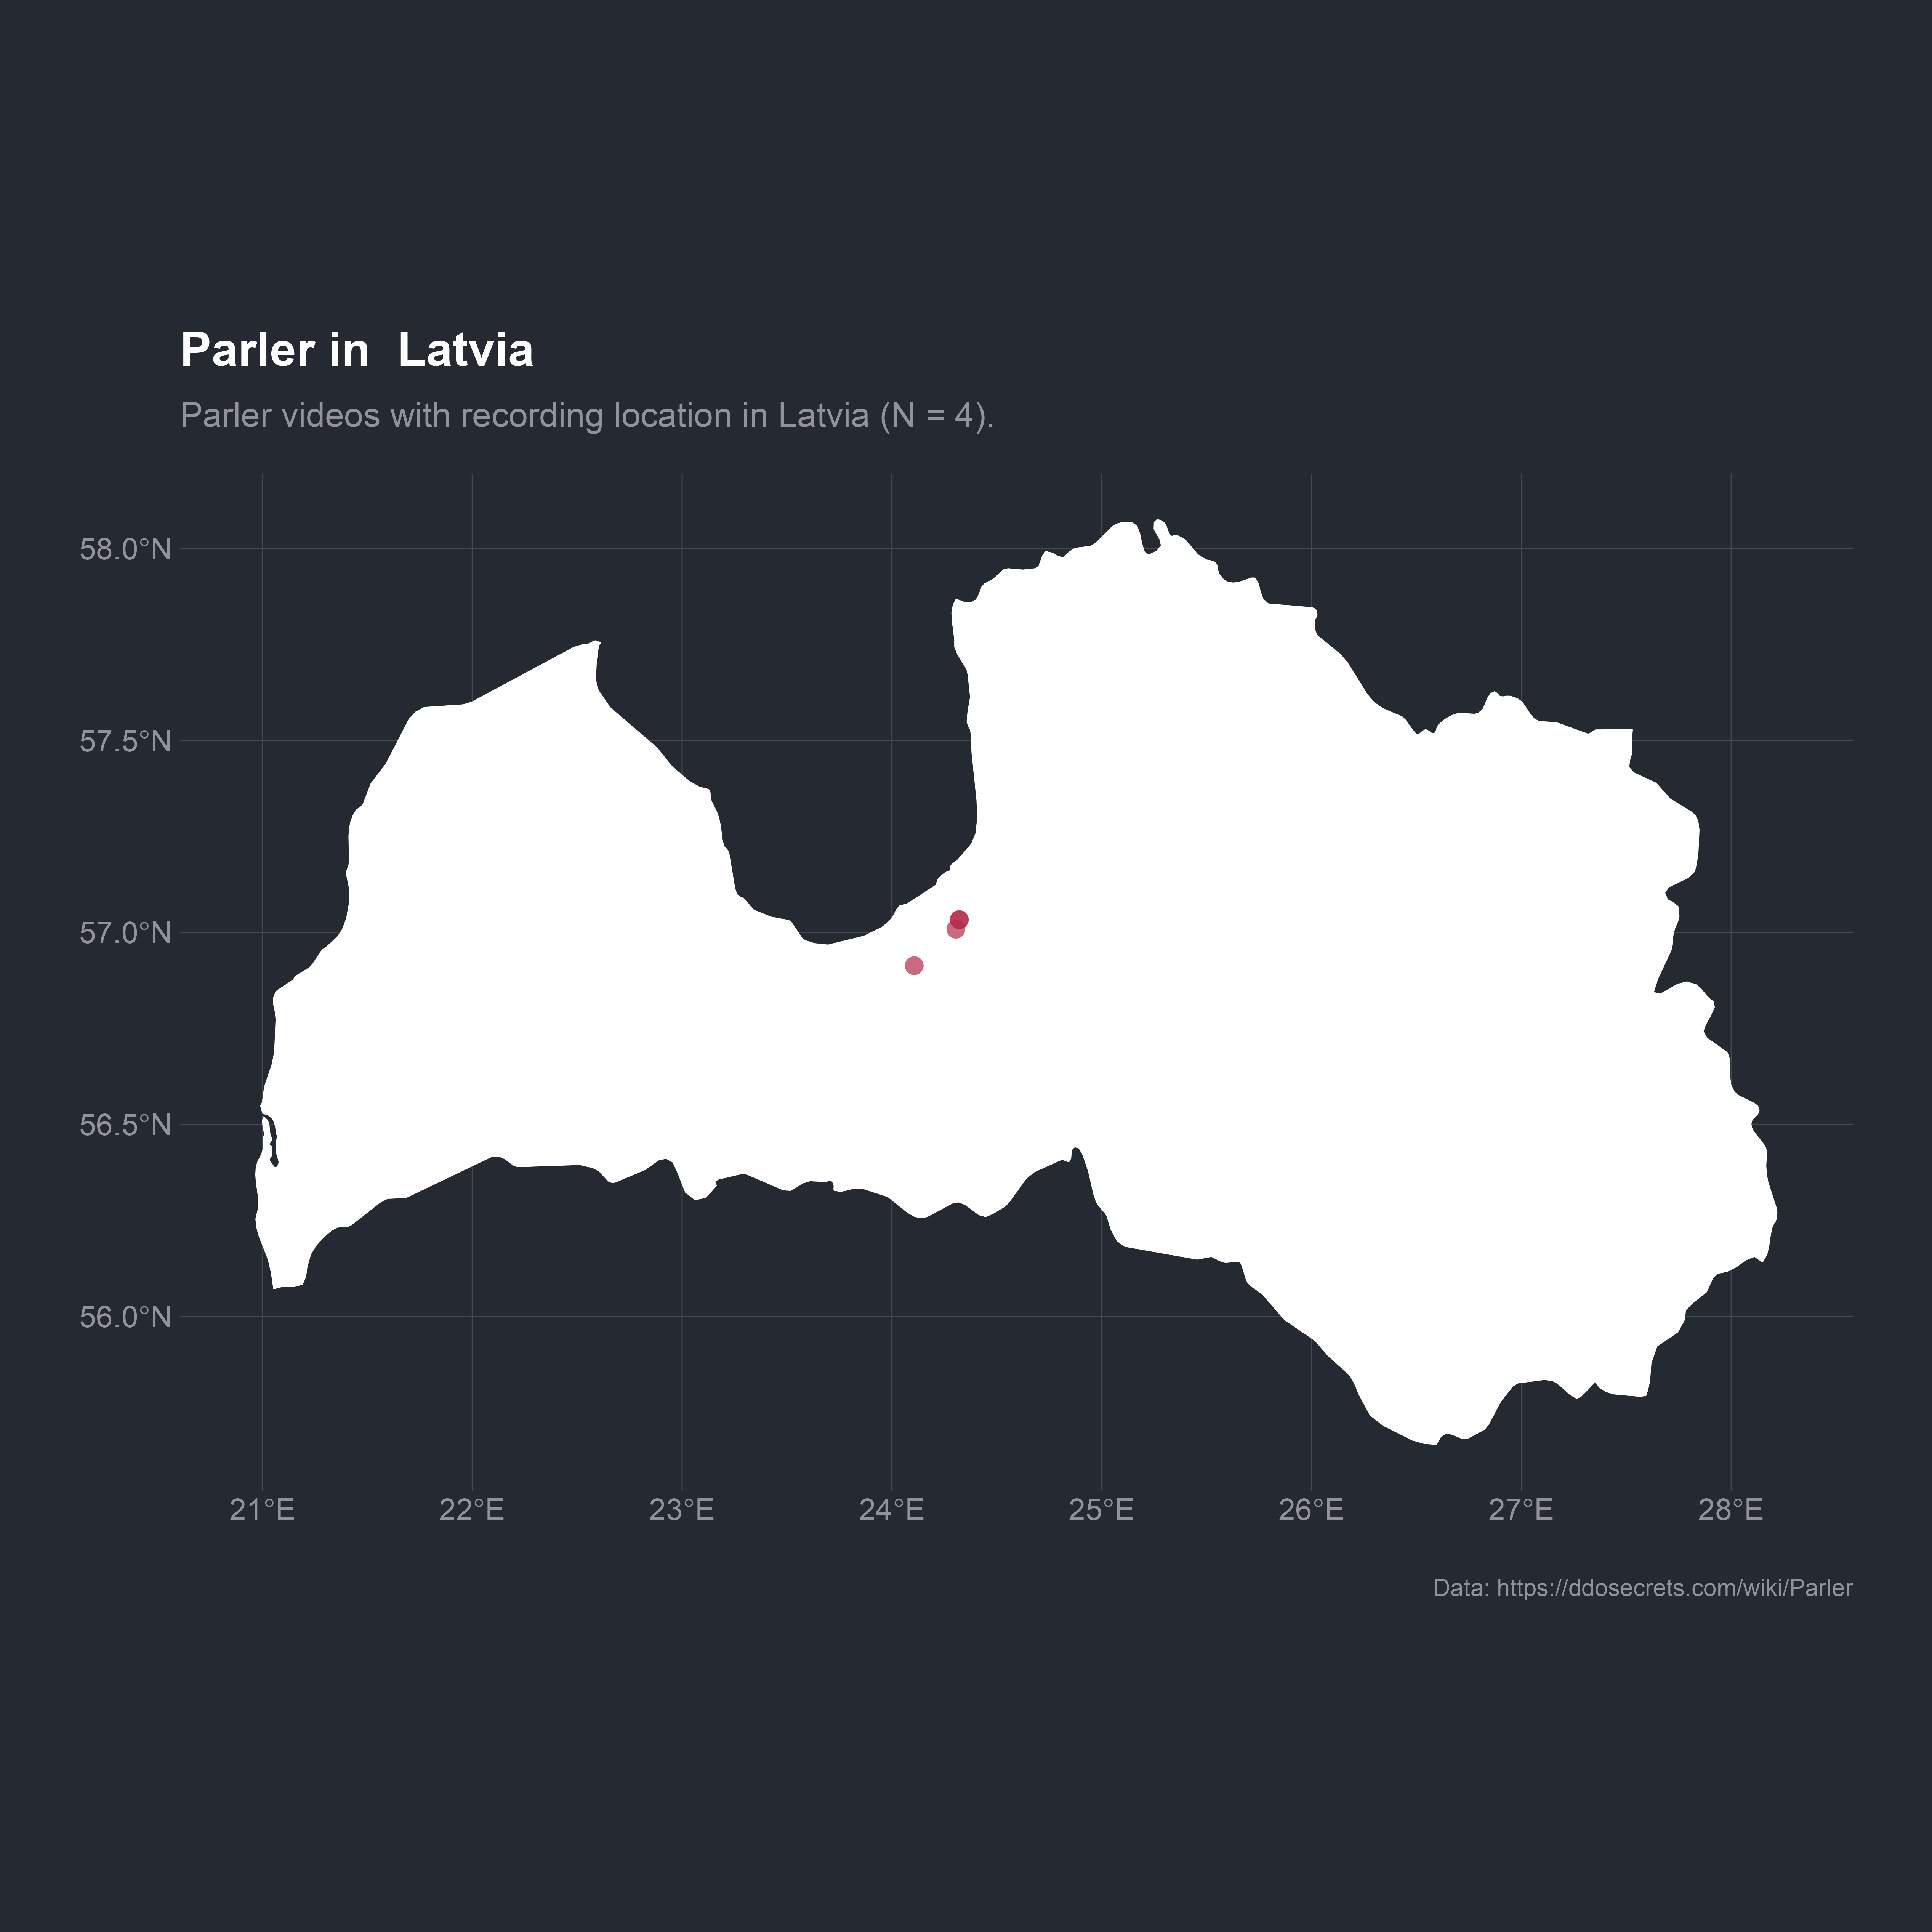 Parler in  Latvia
Parler videos with recording location in Latvia (N = 4).
58.0°N
57.5°N
57.0°N
56.5°N
56.0°N
21°E 22°E 23°E 24°E 25°E 26°E 27°E 28°E
Data: https://ddosecrets.com/wiki/Parler